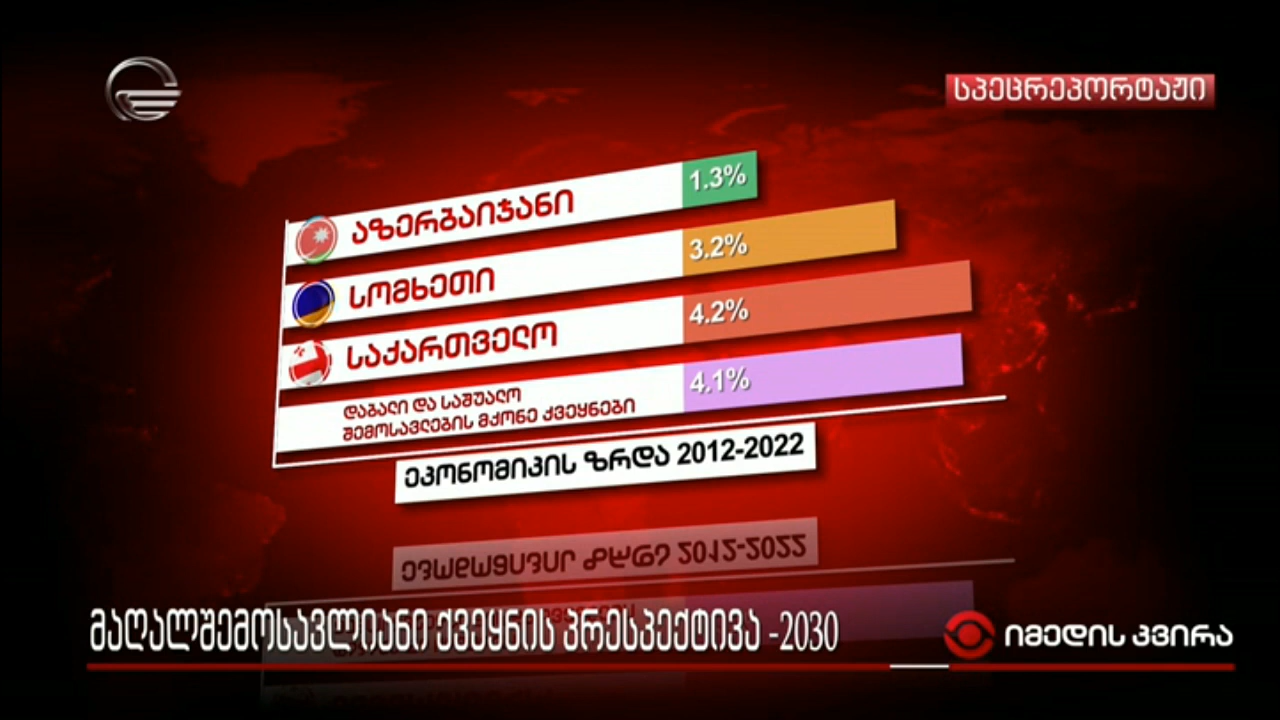 სპეცრეპორტაჟი
აზერბაიჯანი 1.3%
სომხეთი 3.2%
საქართველო 4.2%
დაბალი და საშუალო
შემოსავლების მქონე ქვეყნები 4.1%
ეკონომიკის ზრდა 2012-2022
მაღალშემოსავლიანი ქვეყნის პრესპექტივა -2030
იმედის კვირა